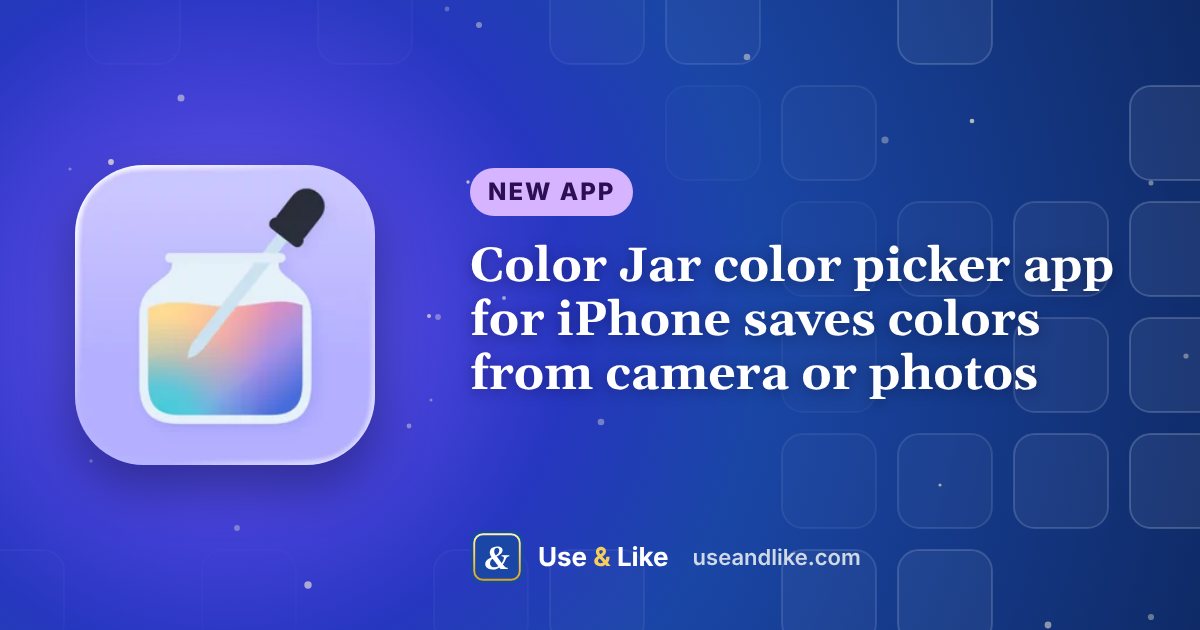 NEW APP
Color Jar color picker app
for iPhone saves colors
from camera or photos
& Use & Like useandlike.com